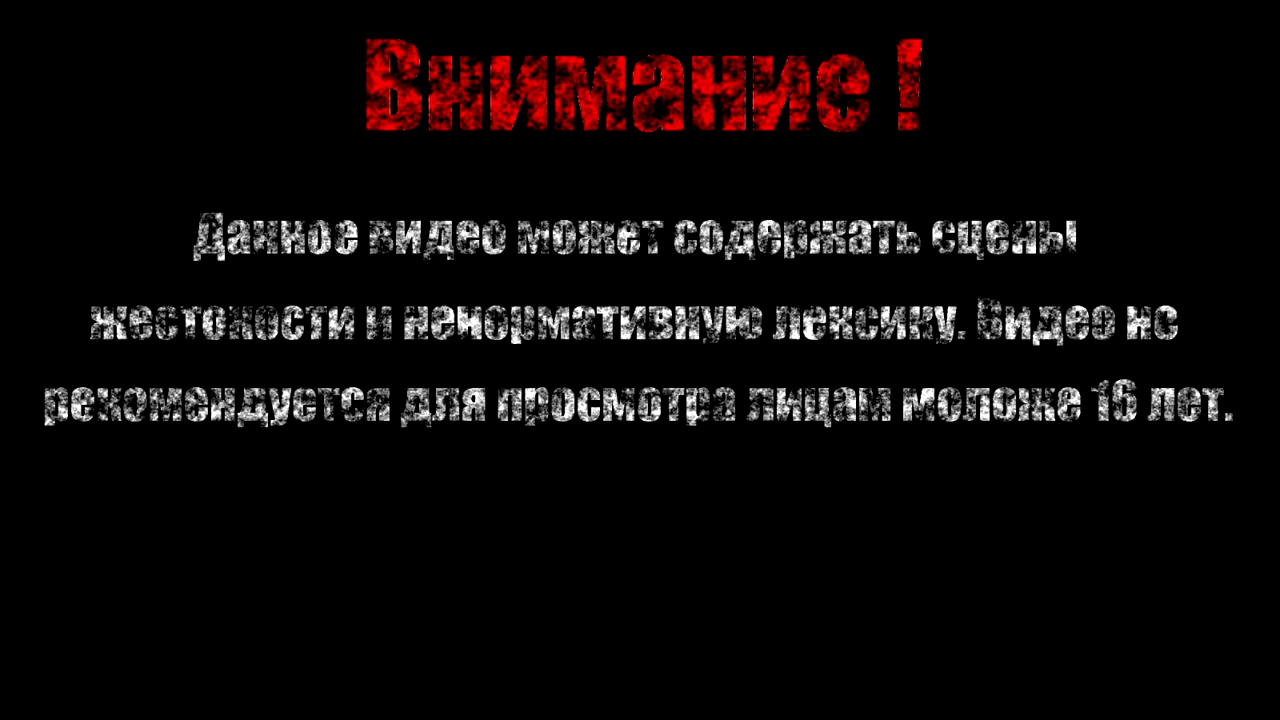 Внимание !
Данное видео может содержать сцены
жестокости и ненормативную лексику. Видео не
рекомендуется для просмотра лицам моложе 16 лет.